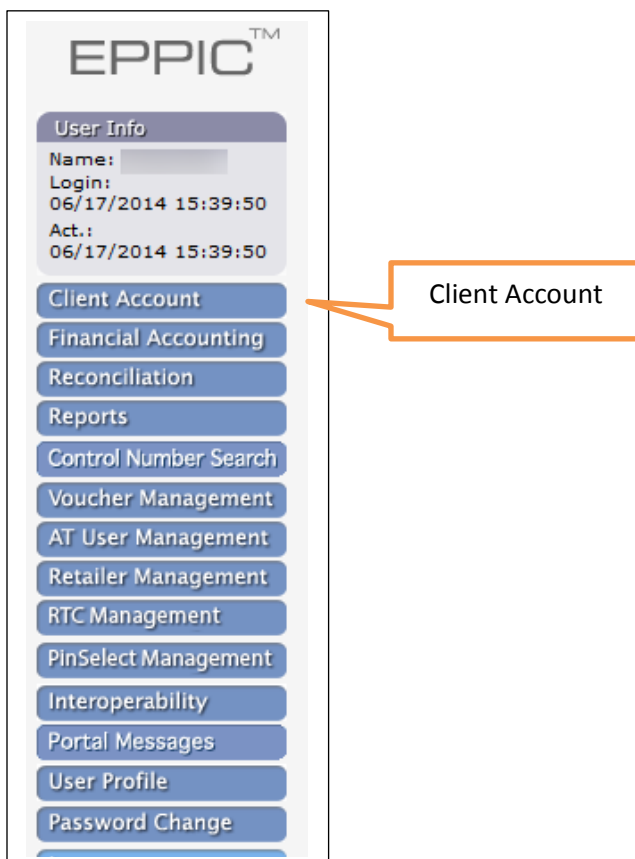 EPPIC™
User Info
Name:
Login:
06/17/2014 15:39:50
Act.:
06/17/2014 15:39:50
Client Account
Client Account
Financial Accounting
Reconciliation
Reports
Control Number Search
Voucher Management
AT User Management
Retailer Management
RTC Management
PinSelect Management
Interoperability
Portal Messages
User Profile
Password Change